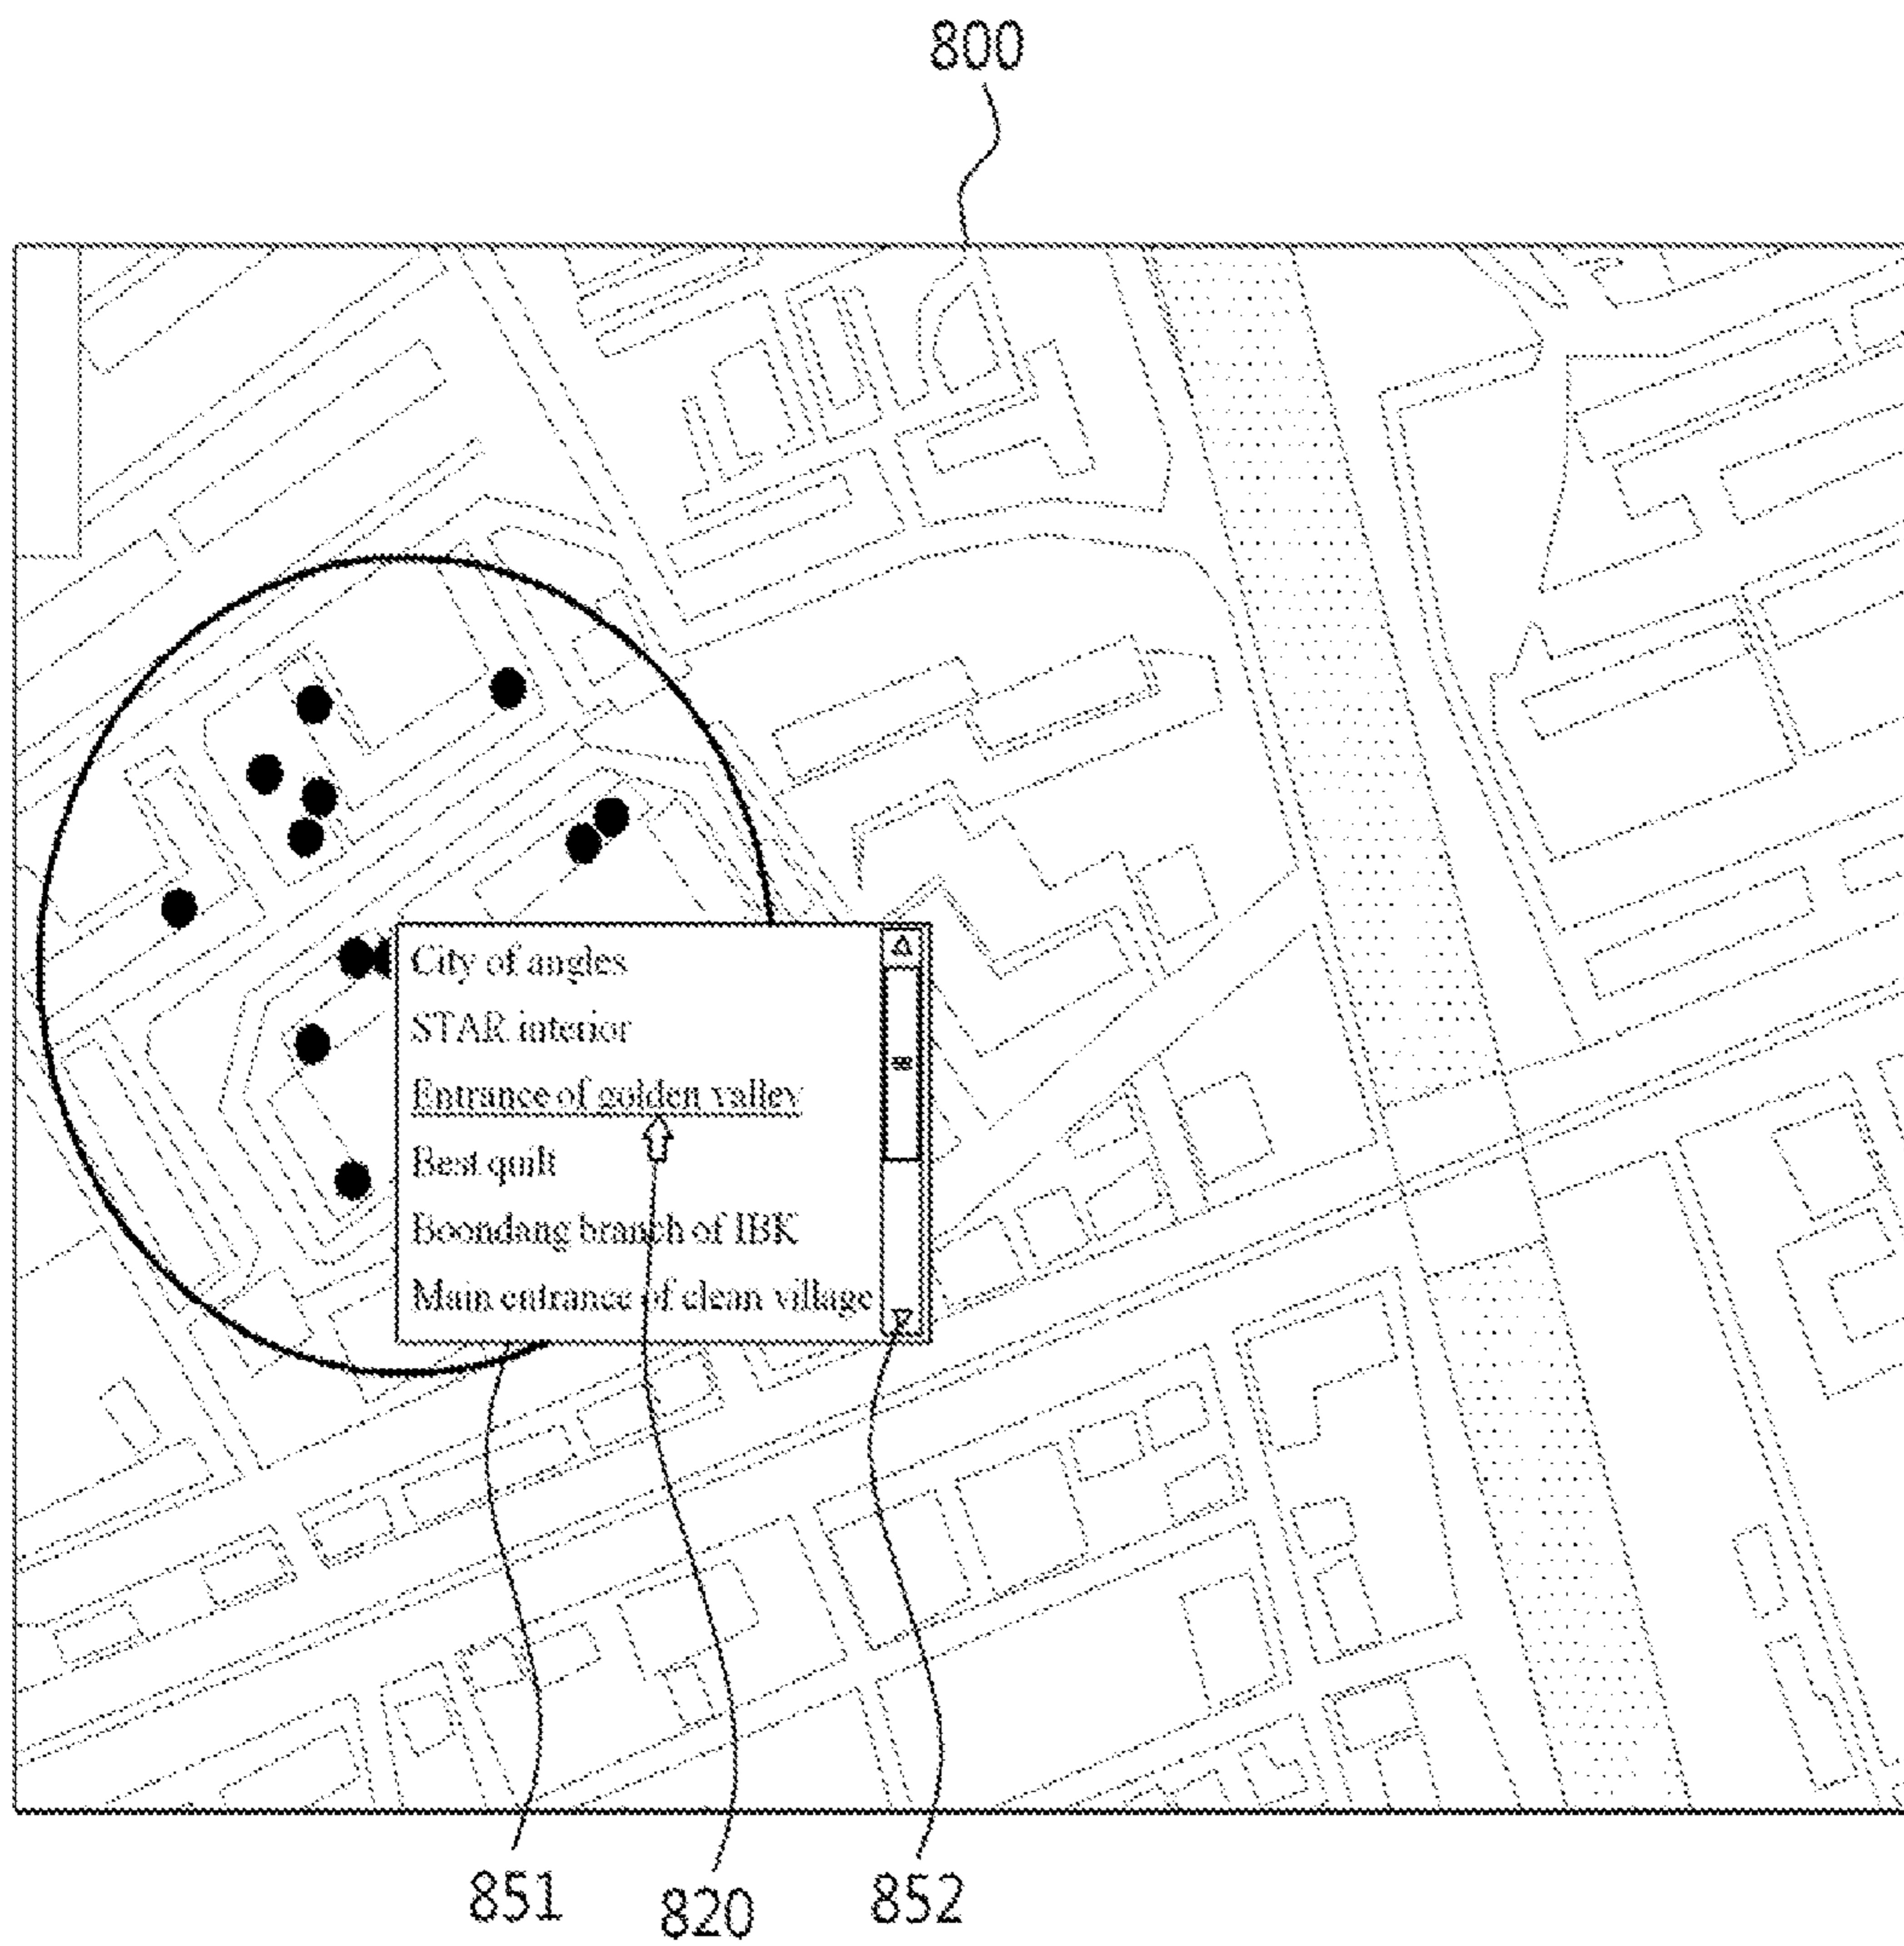 800
City of angles
STAR interior
Entrance of golden valley
Best quilt
Boondang branch of IBK
Main entrance of clean village
851
820
852